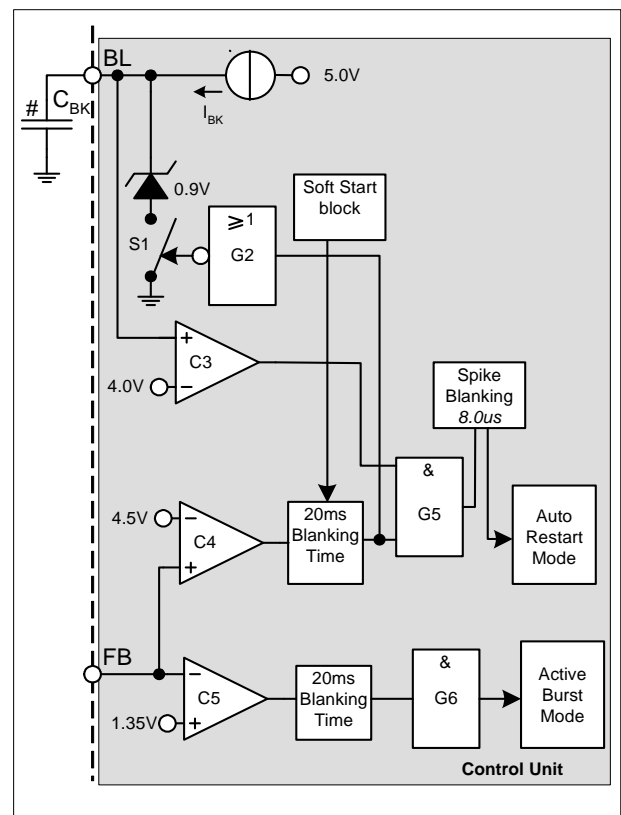 BL
5.0V
# C_BK
I_BK
0.9V
Soft Start
block
S1
≥1
G2
+
C3
4.0V
−
Spike
Blanking
8.0us
&
G5
4.5V
−
C4
+
20ms
Blanking
Time
Auto
Restart
Mode
FB
−
C5
1.35V
+
20ms
Blanking
Time
&
G6
Active
Burst
Mode
Control Unit